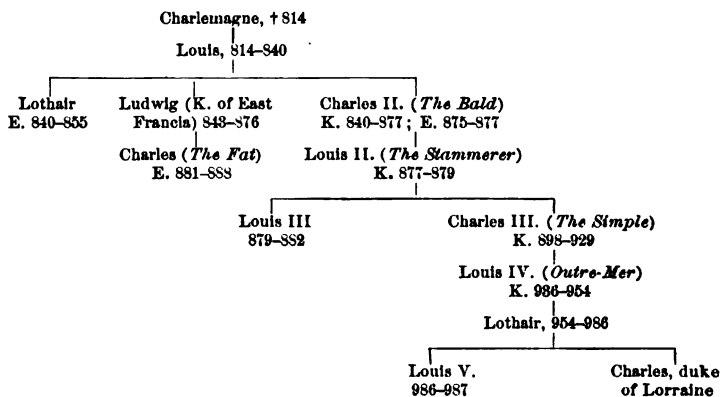 Charlemagne, † 814
Louis, 814–840
Lothair
E. 840–855
Ludwig (K. of East
Francia) 843–876
Charles II. (The Bald)
K. 840–877; E. 875–877
Charles (The Fat)
E. 881–888
Louis II. (The Stammerer)
K. 877–879
Louis III
879–882
Charles III. (The Simple)
K. 898–929
Louis IV. (Outre-Mer)
K. 936–954
Lothair, 954–986
Louis V.
986–987
Charles, duke
of Lorraine